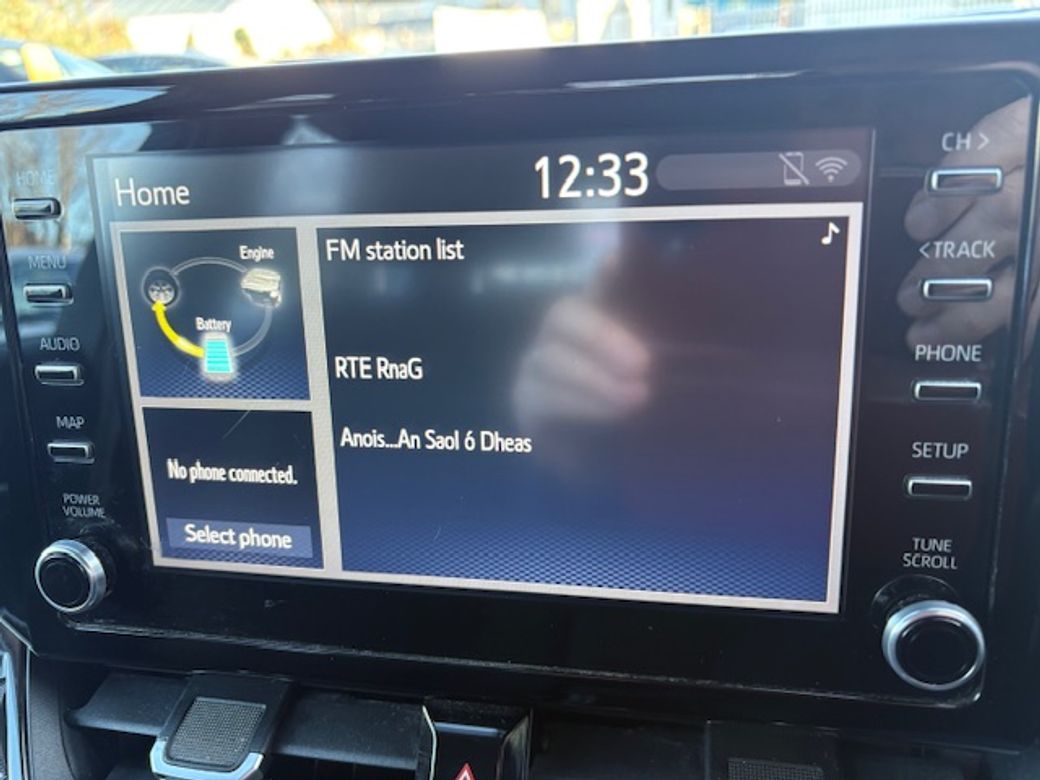 HOME
MENU
AUDIO
MAP
POWER
VOLUME
Home
12:33
Engine
Battery
No phone connected.
Select phone
FM station list
RTE RnaG
Anois...An Saol ó Dheas
CH >
< TRACK
PHONE
SETUP
TUNE
SCROLL